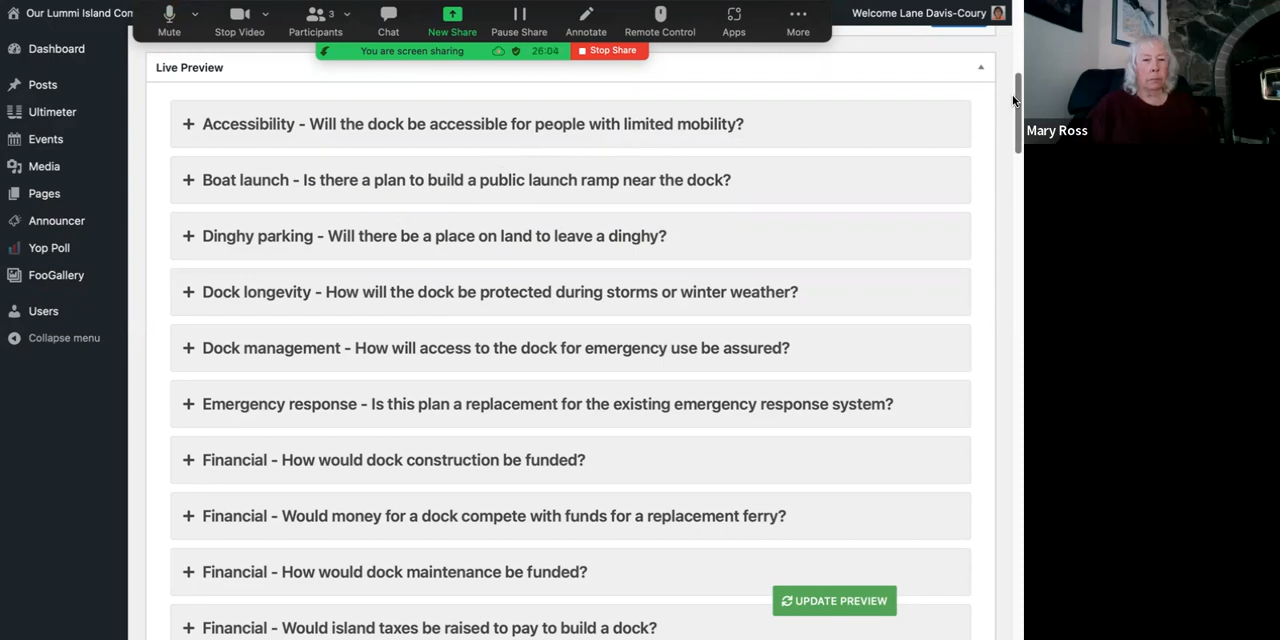 Our Lummi Island Com
Welcome Lane Davis-Coury
Mute
Stop Video
3
Participants
Chat
New Share
Pause Share
Annotate
Remote Control
Apps
More
You are screen sharing
26:04
Stop Share
Dashboard
Posts
Ultimeter
Events
Media
Pages
Announcer
Yop Poll
FooGallery
Users
Collapse menu
Live Preview
+ Accessibility - Will the dock be accessible for people with limited mobility?
+ Boat launch - Is there a plan to build a public launch ramp near the dock?
+ Dinghy parking - Will there be a place on land to leave a dinghy?
+ Dock longevity - How will the dock be protected during storms or winter weather?
+ Dock management - How will access to the dock for emergency use be assured?
+ Emergency response - Is this plan a replacement for the existing emergency response system?
+ Financial - How would dock construction be funded?
+ Financial - Would money for a dock compete with funds for a replacement ferry?
+ Financial - How would dock maintenance be funded?
UPDATE PREVIEW
+ Financial - Would island taxes be raised to pay to build a dock?
Mary Ross